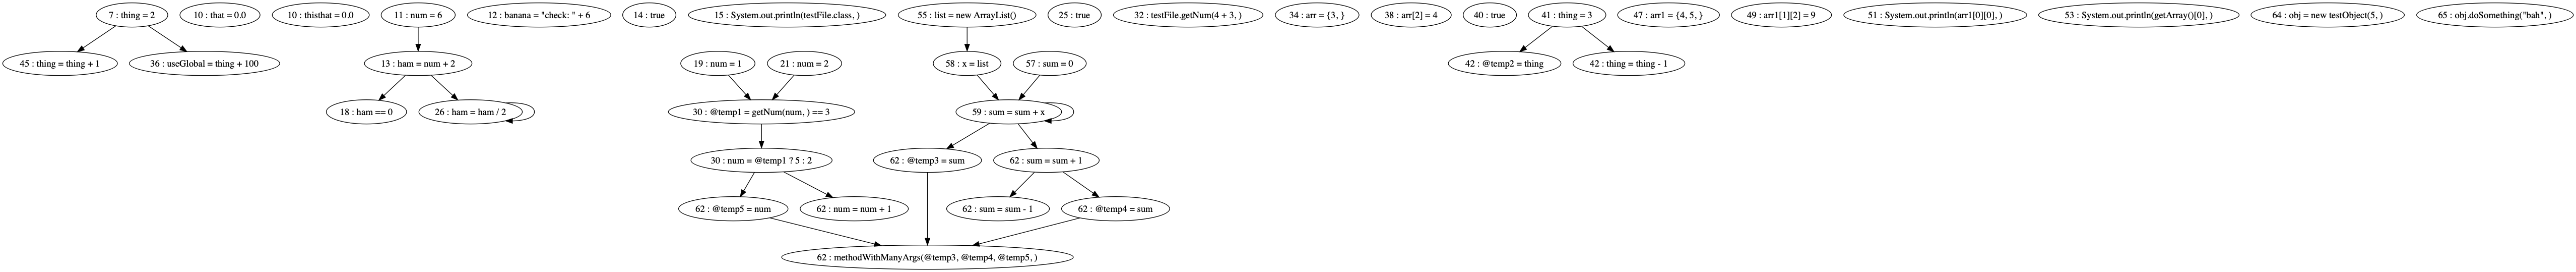 7 : thing = 2
10 : that = 0.0
10 : thisthat = 0.0
11 : num = 6
12 : banana = "check: " + 6
14 : true
15 : System.out.println(testFile.class, )
55 : list = new ArrayList()
25 : true
32 : testFile.getNum(4 + 3, )
34 : arr = {3, }
38 : arr[2] = 4
40 : true
41 : thing = 3
47 : arr1 = {4, 5, }
49 : arr1[1][2] = 9
51 : System.out.println(arr1[0][0], )
53 : System.out.println(getArray()[0], )
64 : obj = new testObject(5, )
65 : obj.doSomething("bah", )
45 : thing = thing + 1
36 : useGlobal = thing + 100
13 : ham = num + 2
19 : num = 1
21 : num = 2
58 : x = list
57 : sum = 0
42 : @temp2 = thing
42 : thing = thing - 1
18 : ham == 0
26 : ham = ham / 2
30 : @temp1 = getNum(num, ) == 3
59 : sum = sum + x
30 : num = @temp1 ? 5 : 2
62 : @temp3 = sum
62 : sum = sum + 1
62 : @temp5 = num
62 : num = num + 1
62 : sum = sum - 1
62 : @temp4 = sum
62 : methodWithManyArgs(@temp3, @temp4, @temp5, )